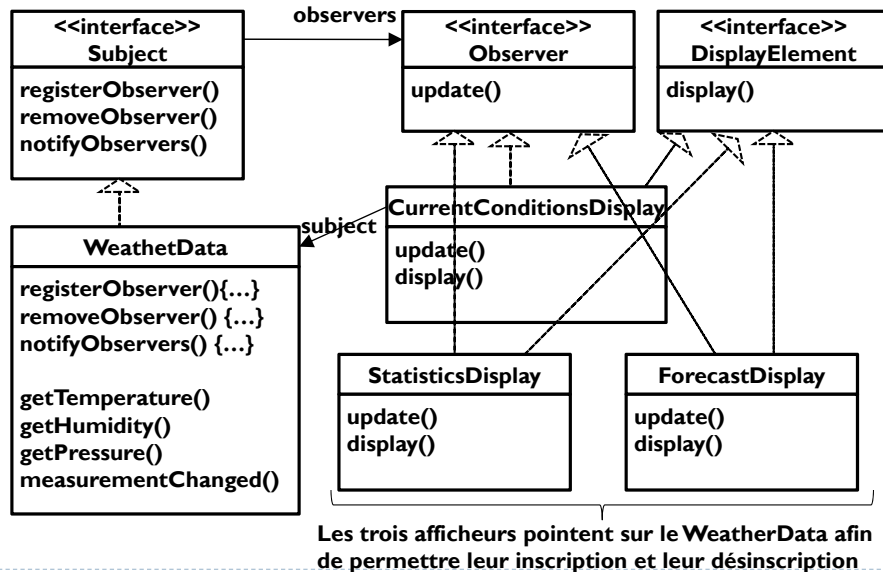 <<interface>>
Subject
registerObserver()
removeObserver()
notifyObservers()
observers
<<interface>>
Observer
update()
<<interface>>
DisplayElement
display()
WeathetData
registerObserver(){...}
removeObserver() {...}
notifyObservers() {...}
getTemperature()
getHumidity()
getPressure()
measurementChanged()
subject
CurrentConditionsDisplay
update()
display()
StatisticsDisplay
update()
display()
ForecastDisplay
update()
display()
Les trois afficheurs pointent sur le WeatherData afin
de permettre leur inscription et leur désinscription